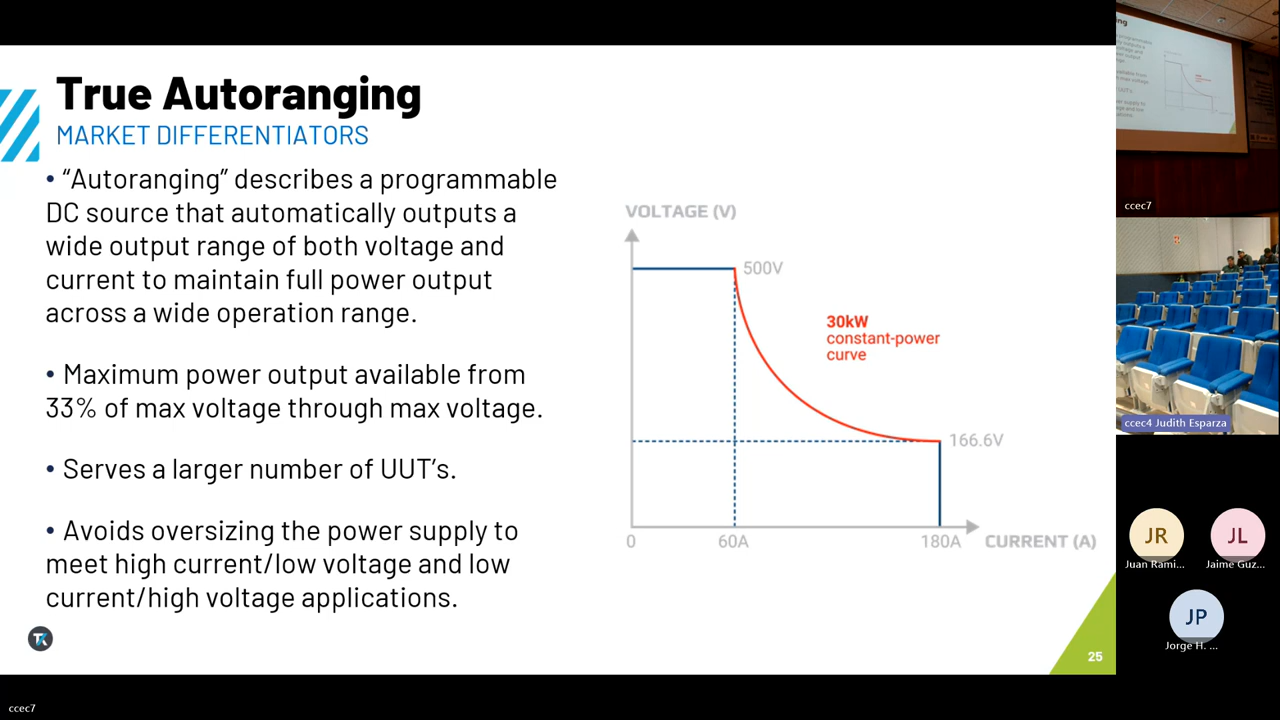 True Autoranging
MARKET DIFFERENTIATORS
• “Autoranging” describes a programmable
DC source that automatically outputs a
wide output range of both voltage and
current to maintain full power output
across a wide operation range.
• Maximum power output available from
33% of max voltage through max voltage.
• Serves a larger number of UUT’s.
• Avoids oversizing the power supply to
meet high current/low voltage and low
current/high voltage applications.
VOLTAGE (V)
500V
30kW
constant-power
curve
166.6V
0
60A
180A
CURRENT (A)
TK
25
ccec7
ccec7
ccec4 Judith Esparza
JR
Juan Rami...
JL
Jaime Guz...
JP
Jorge H. ...